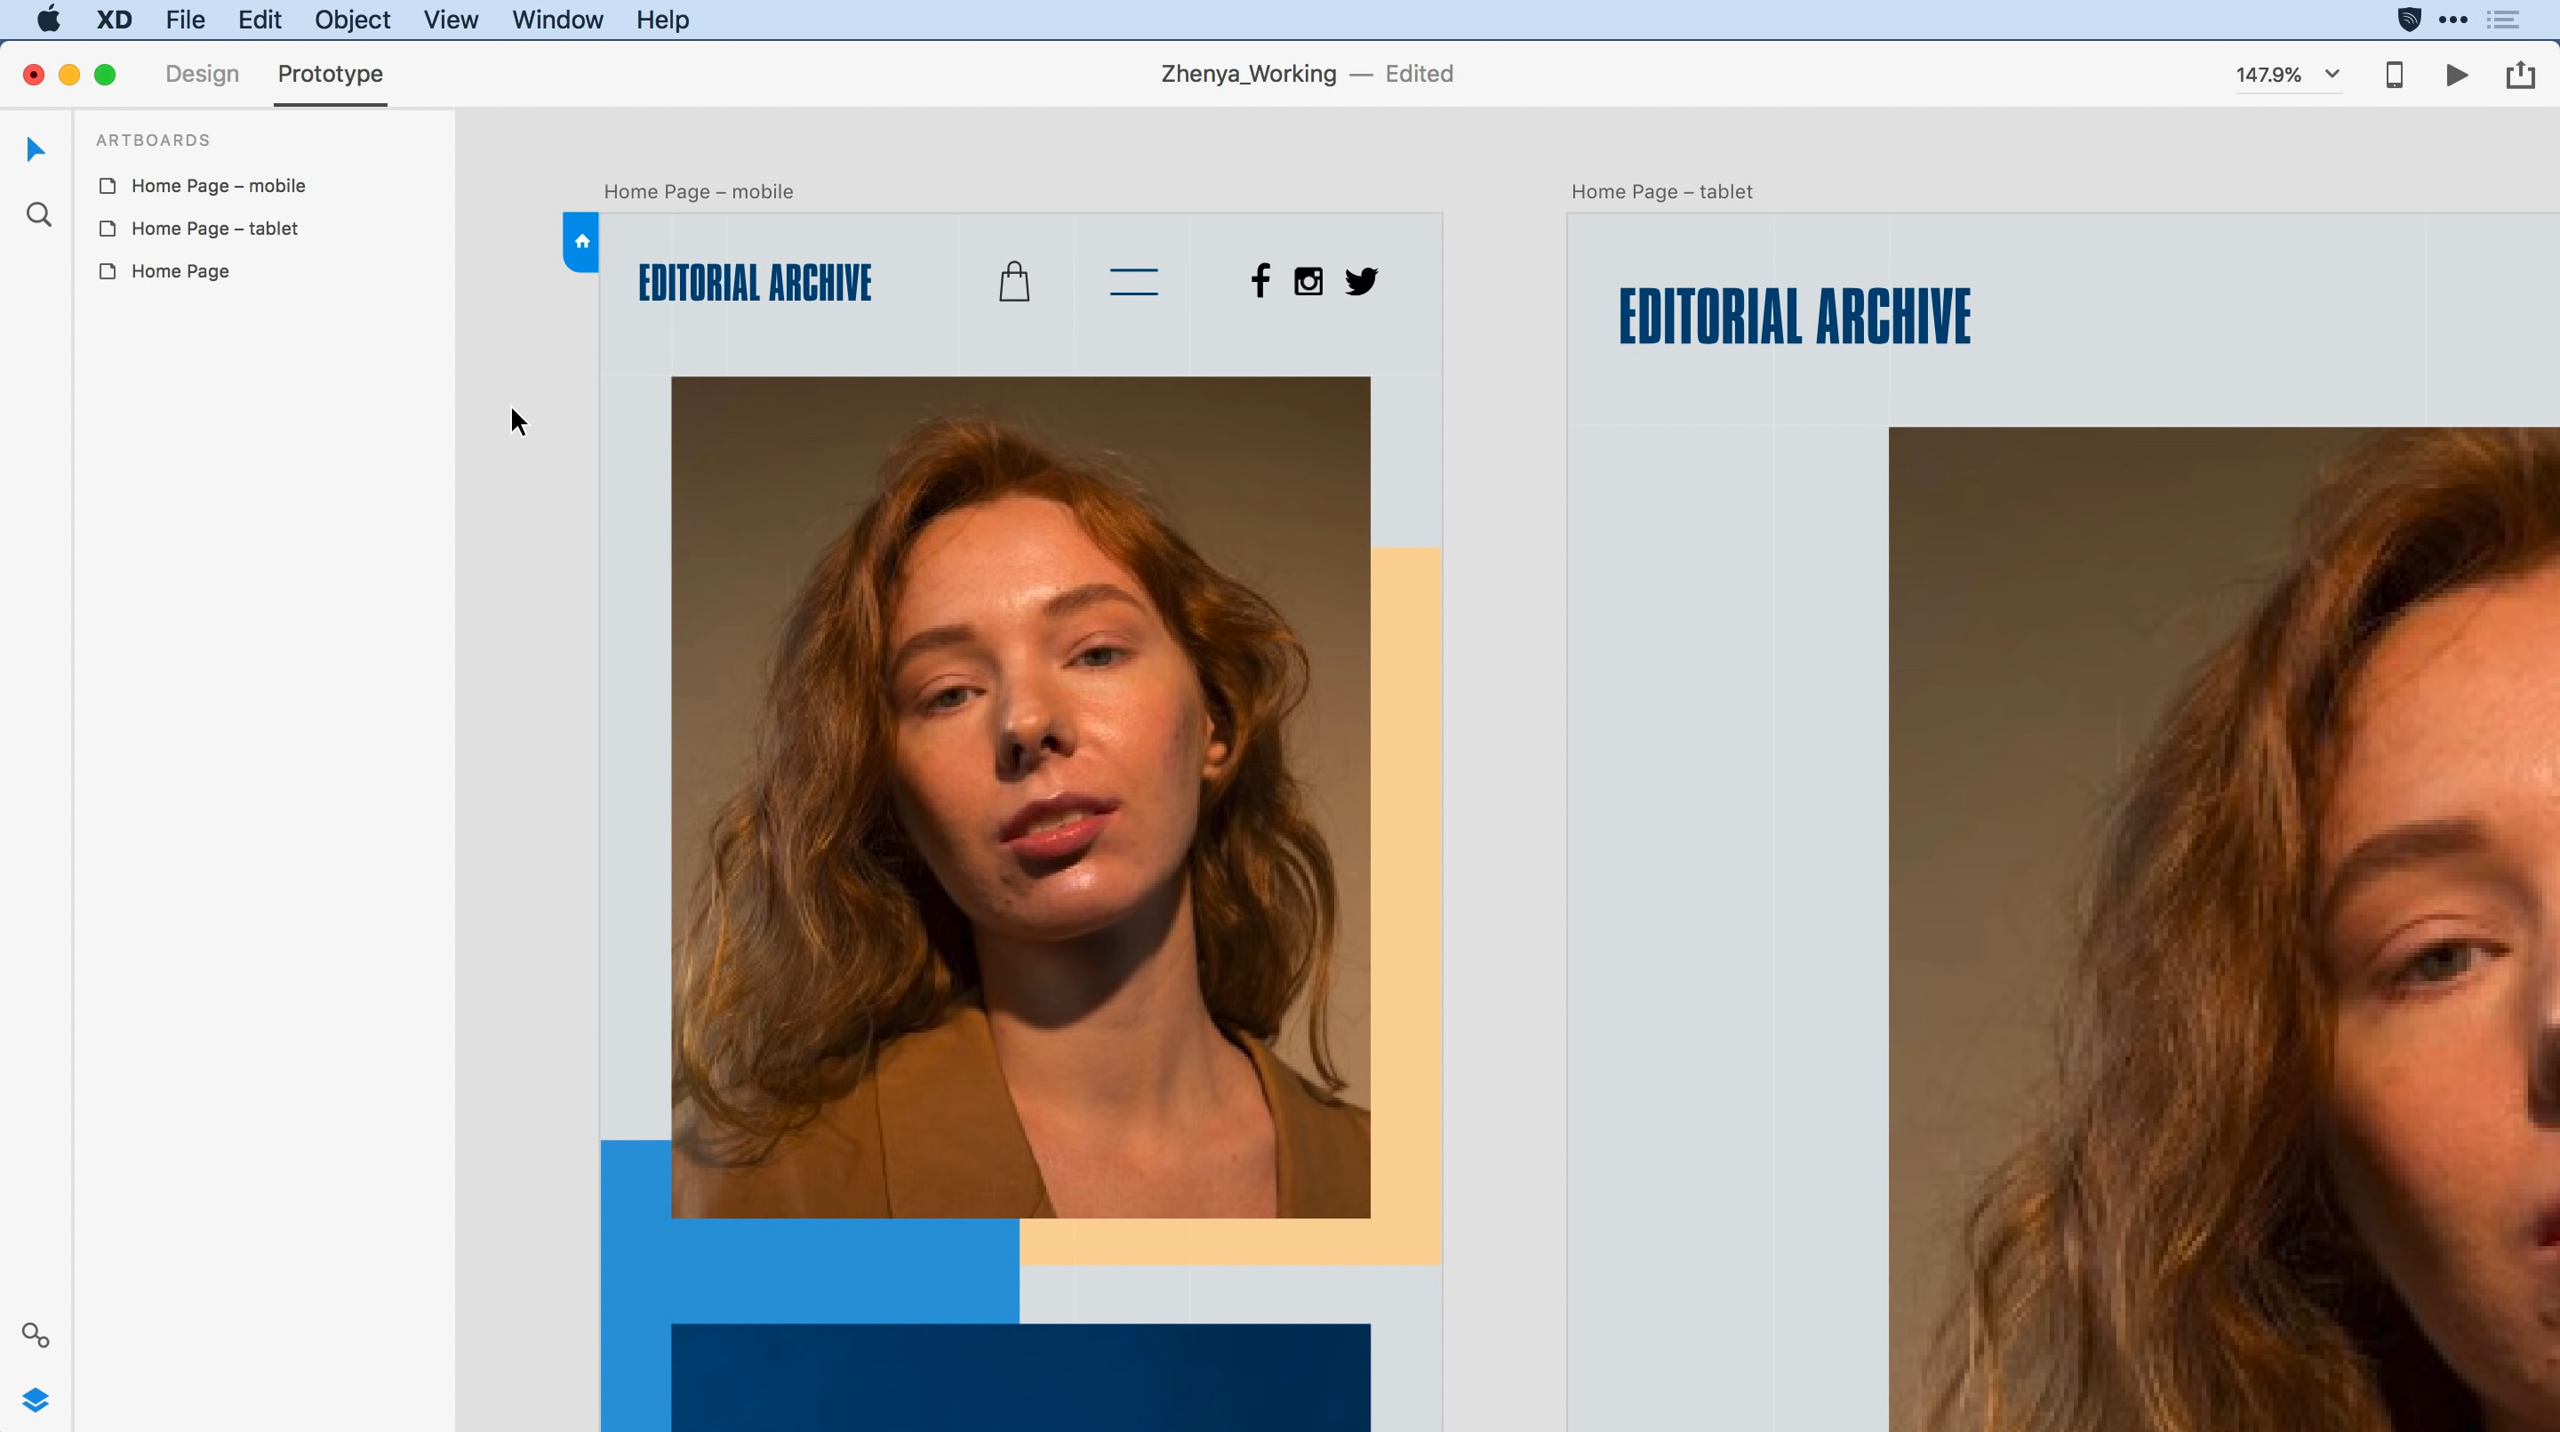 XD File Edit Object View Window Help
Design Prototype
Zhenya_Working — Edited
147.9%
ARTBOARDS
Home Page – mobile
Home Page – tablet
Home Page
Home Page – mobile
EDITORIAL ARCHIVE
Home Page – tablet
EDITORIAL ARCHIVE